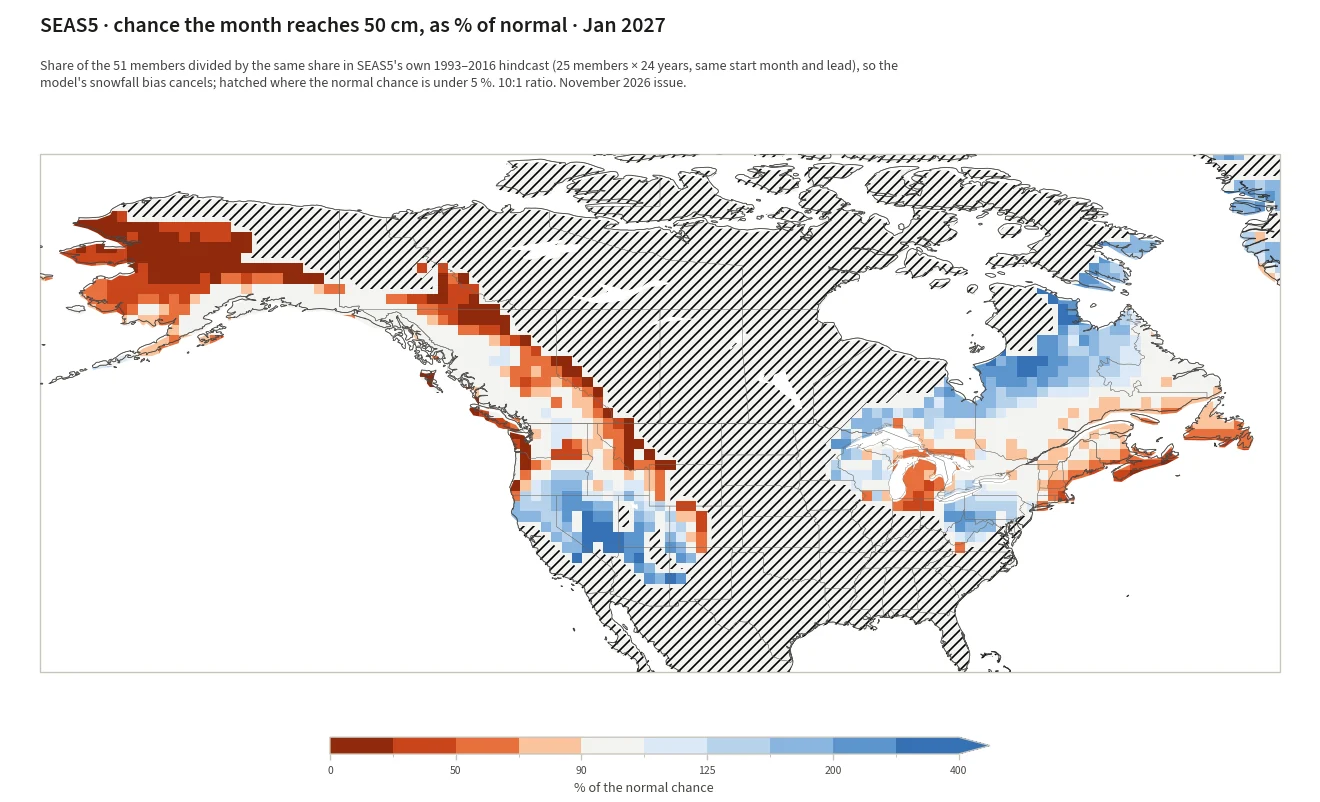 SEAS5 · chance the month reaches 50 cm, as % of normal · Jan 2027
Share of the 51 members divided by the same share in SEAS5's own 1993–2016 hindcast (25 members × 24 years, same start month and lead), so the
model's snowfall bias cancels; hatched where the normal chance is under 5 %. 10:1 ratio. November 2026 issue.
0 50 90 125 200 400
% of the normal chance